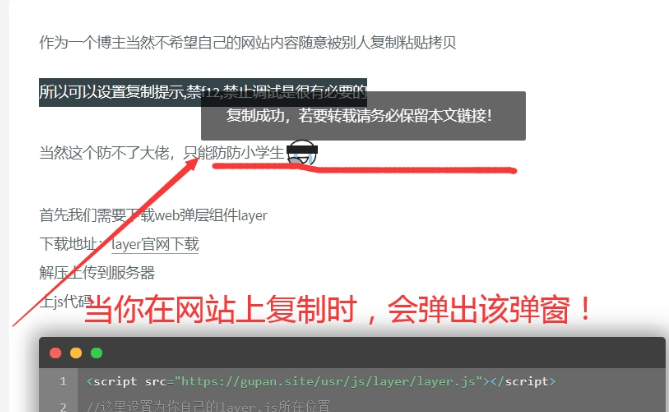 作为一个博主当然不希望自己的网站内容随意被别人复制粘贴拷贝
所以可以设置复制提示,禁f12,禁止调试是很有必要的
复制成功，若要转载请务必保留本文链接！
当然这个防不了大佬，只能防防小学生
首先我们需要下载web弹层组件layer
下载地址：layer官网下载
解压上传到服务器
上js代码
当你在网站上复制时，会弹出该弹窗！
1 <script src="https://gupan.site/usr/js/layer/layer.js"></script>
2 //这里设置为你自己的layer.js所在位置